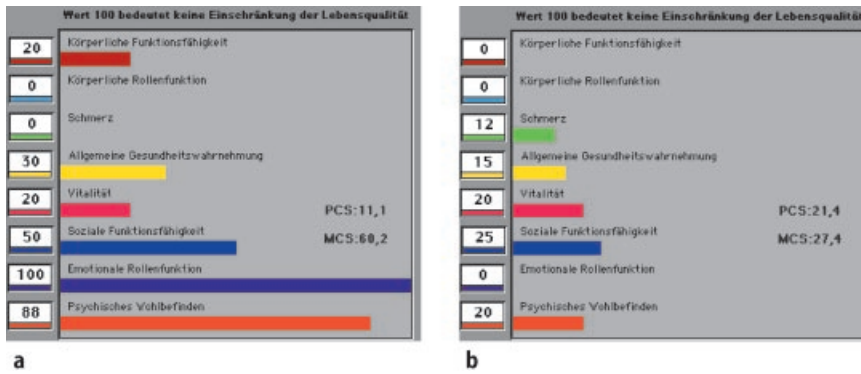 Wert 100 bedeutet keine Einschränkung der Lebensqualität
20 Körperliche Funktionsfähigkeit
0 Körperliche Rollenfunktion
0 Schmerz
30 Allgemeine Gesundheitswahrnehmung
20 Vitalität
PCS:11,1
50 Soziale Funktionsfähigkeit
MCS:60,2
100 Emotionale Rollenfunktion
88 Psychisches Wohlbefinden
a
Wert 100 bedeutet keine Einschränkung der Lebensqualität
0 Körperliche Funktionsfähigkeit
0 Körperliche Rollenfunktion
12 Schmerz
15 Allgemeine Gesundheitswahrnehmung
20 Vitalität
PCS:21,4
25 Soziale Funktionsfähigkeit
MCS:27,4
0 Emotionale Rollenfunktion
20 Psychisches Wohlbefinden
b